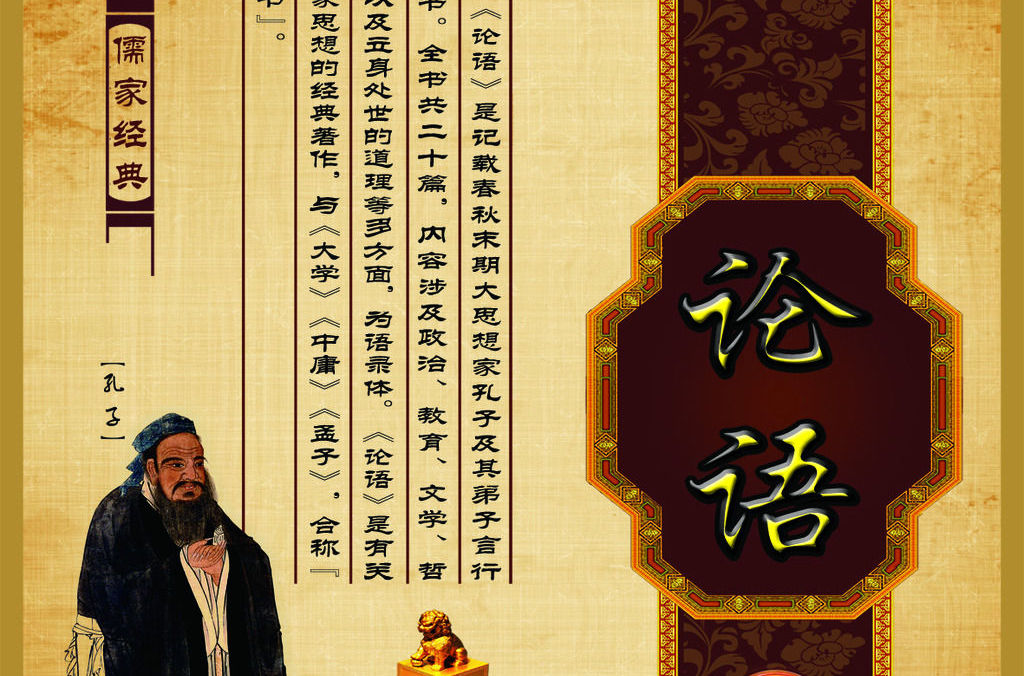 论语
《论语》是记载春秋末期大思想家孔子及其弟子言行
书。全书共二十篇，内容涉及政治、教育、文学、哲
以及立身处世的道理等多方面，为语录体。《论语》是有关
家思想的经典著作，与《大学》《中庸》《孟子》，合称『
书』。
儒家经典
[孔子]